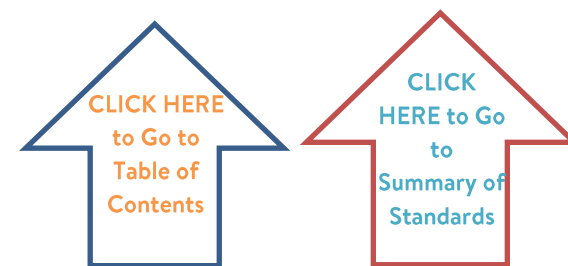 CLICK HERE
to Go to
Table of
Contents
CLICK
HERE to Go
to
Summary of
Standards